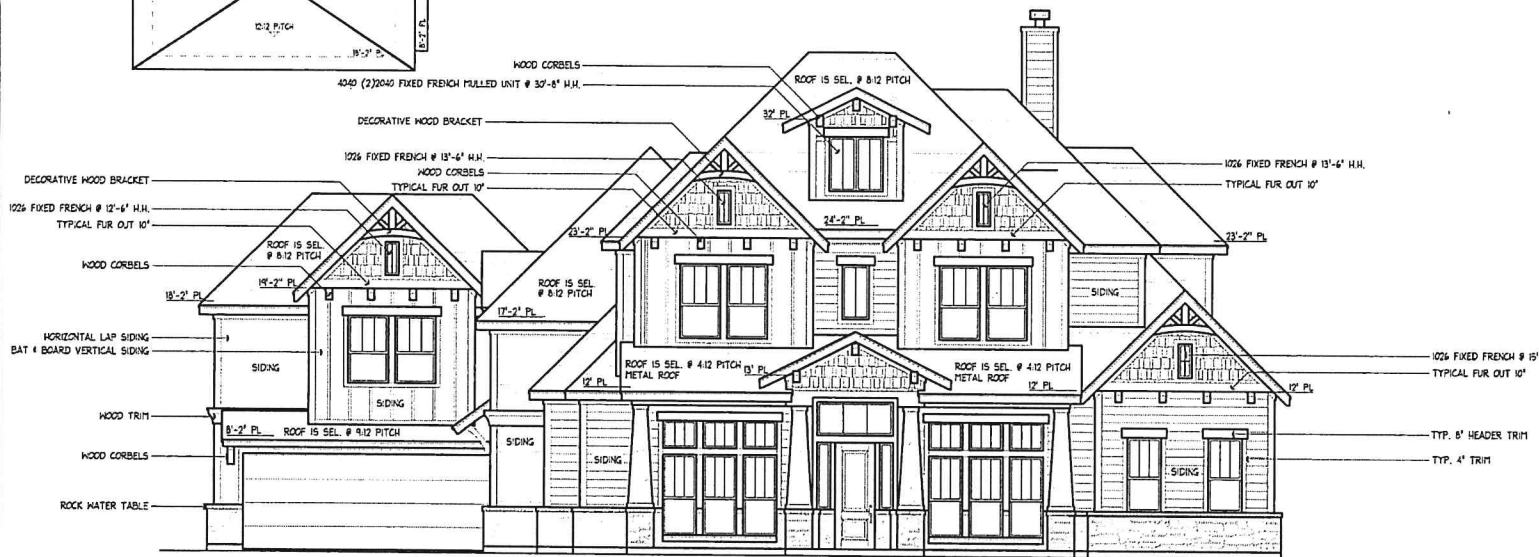 12:12 PITCH
18'-2" PL
8'-2" PL
WOOD CORBELS
4040 (2)2040 FIXED FRENCH MULLED UNIT @ 30'-8" H.H.
ROOF IS SEL. @ 8:12 PITCH
32' PL
DECORATIVE WOOD BRACKET
1026 FIXED FRENCH @ 13'-6" H.H.
WOOD CORBELS
TYPICAL FUR OUT 10"
1026 FIXED FRENCH @ 13'-6" H.H.
TYPICAL FUR OUT 10"
DECORATIVE WOOD BRACKET
1026 FIXED FRENCH @ 12'-6" H.H.
TYPICAL FUR OUT 10"
WOOD CORBELS
ROOF IS SEL.
@ 8:12 PITCH
19'-2" PL
18'-2" PL
23'-2" PL
24'-2" PL
23'-2" PL
ROOF IS SEL.
@ 8:12 PITCH
17'-2" PL
SIDING
HORIZONTAL LAP SIDING
BAT & BOARD VERTICAL SIDING
SIDING
SIDING
ROOF IS SEL. @ 4:12 PITCH
METAL ROOF
12' PL
13' PL
ROOF IS SEL. @ 4:12 PITCH
METAL ROOF
12' PL
1026 FIXED FRENCH @ 15'
TYPICAL FUR OUT 10"
12' PL
WOOD TRIM
8'-2" PL
ROOF IS SEL. @ 9:12 PITCH
SIDING
SIDING
SIDING
TYP. 8" HEADER TRIM
TYP. 4" TRIM
WOOD CORBELS
ROCK WATER TABLE